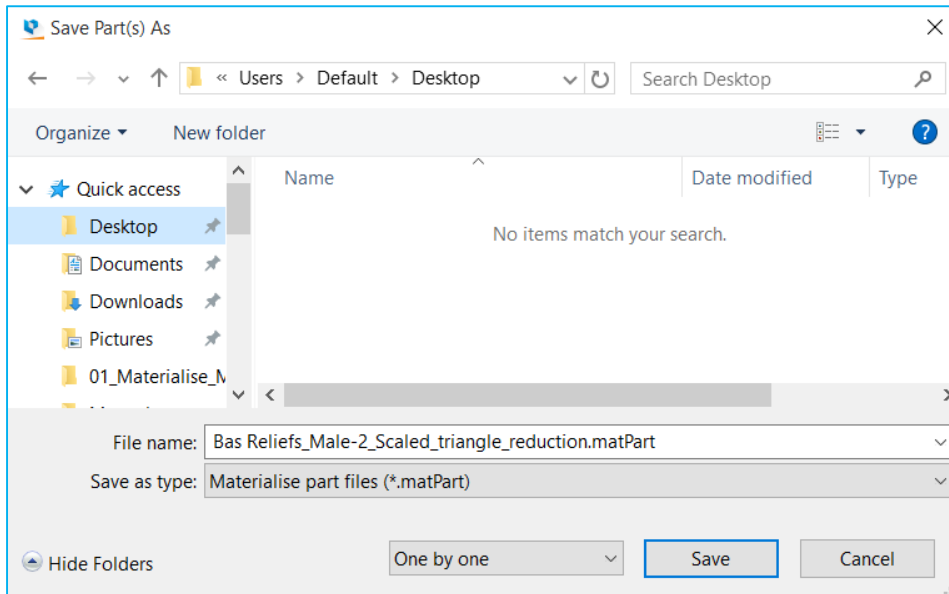 Save Part(s) As
« Users > Default > Desktop
Search Desktop
Organize
New folder
?
Quick access
Name
Date modified
Type
Desktop
No items match your search.
Documents
Downloads
Pictures
01_Materialise_M
File name: Bas Reliefs_Male-2_Scaled_triangle_reduction.matPart
Save as type: Materialise part files (*.matPart)
Hide Folders
One by one
Save
Cancel